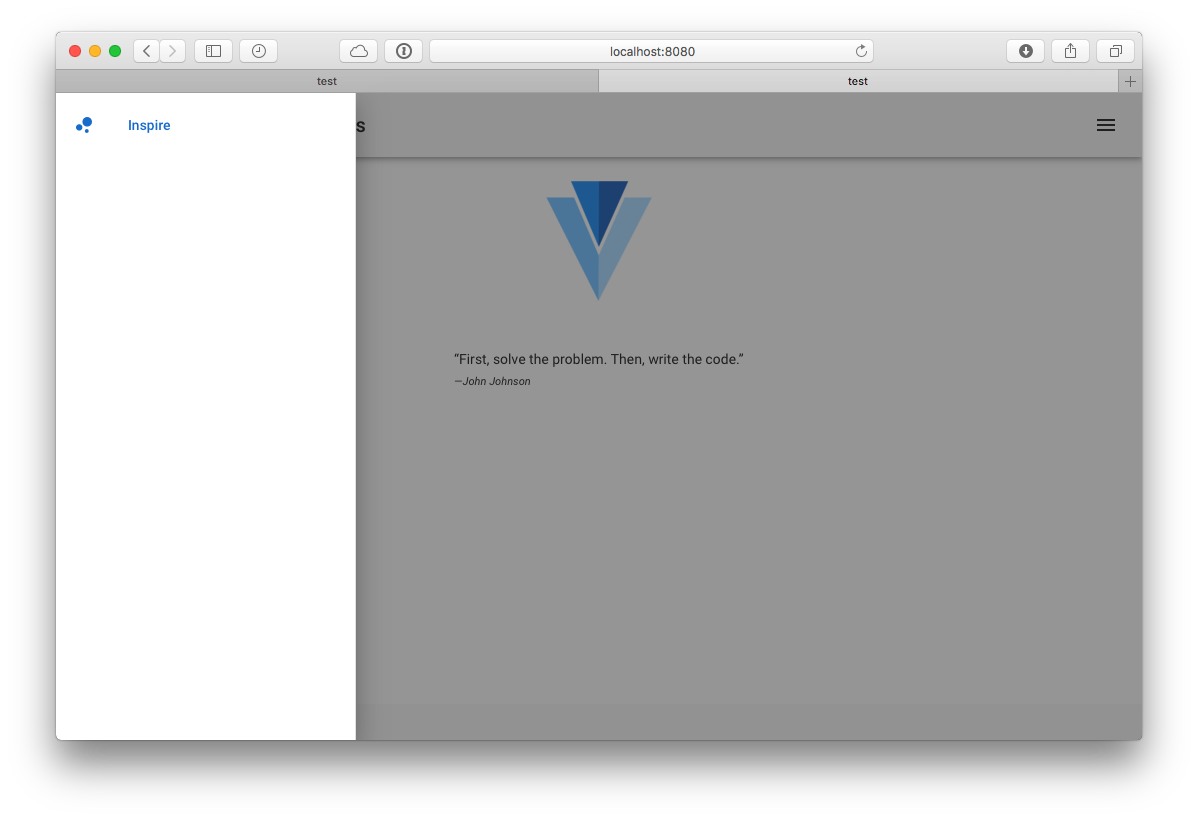 localhost:8080
test
test
Inspire
s
“First, solve the problem. Then, write the code.”
—John Johnson